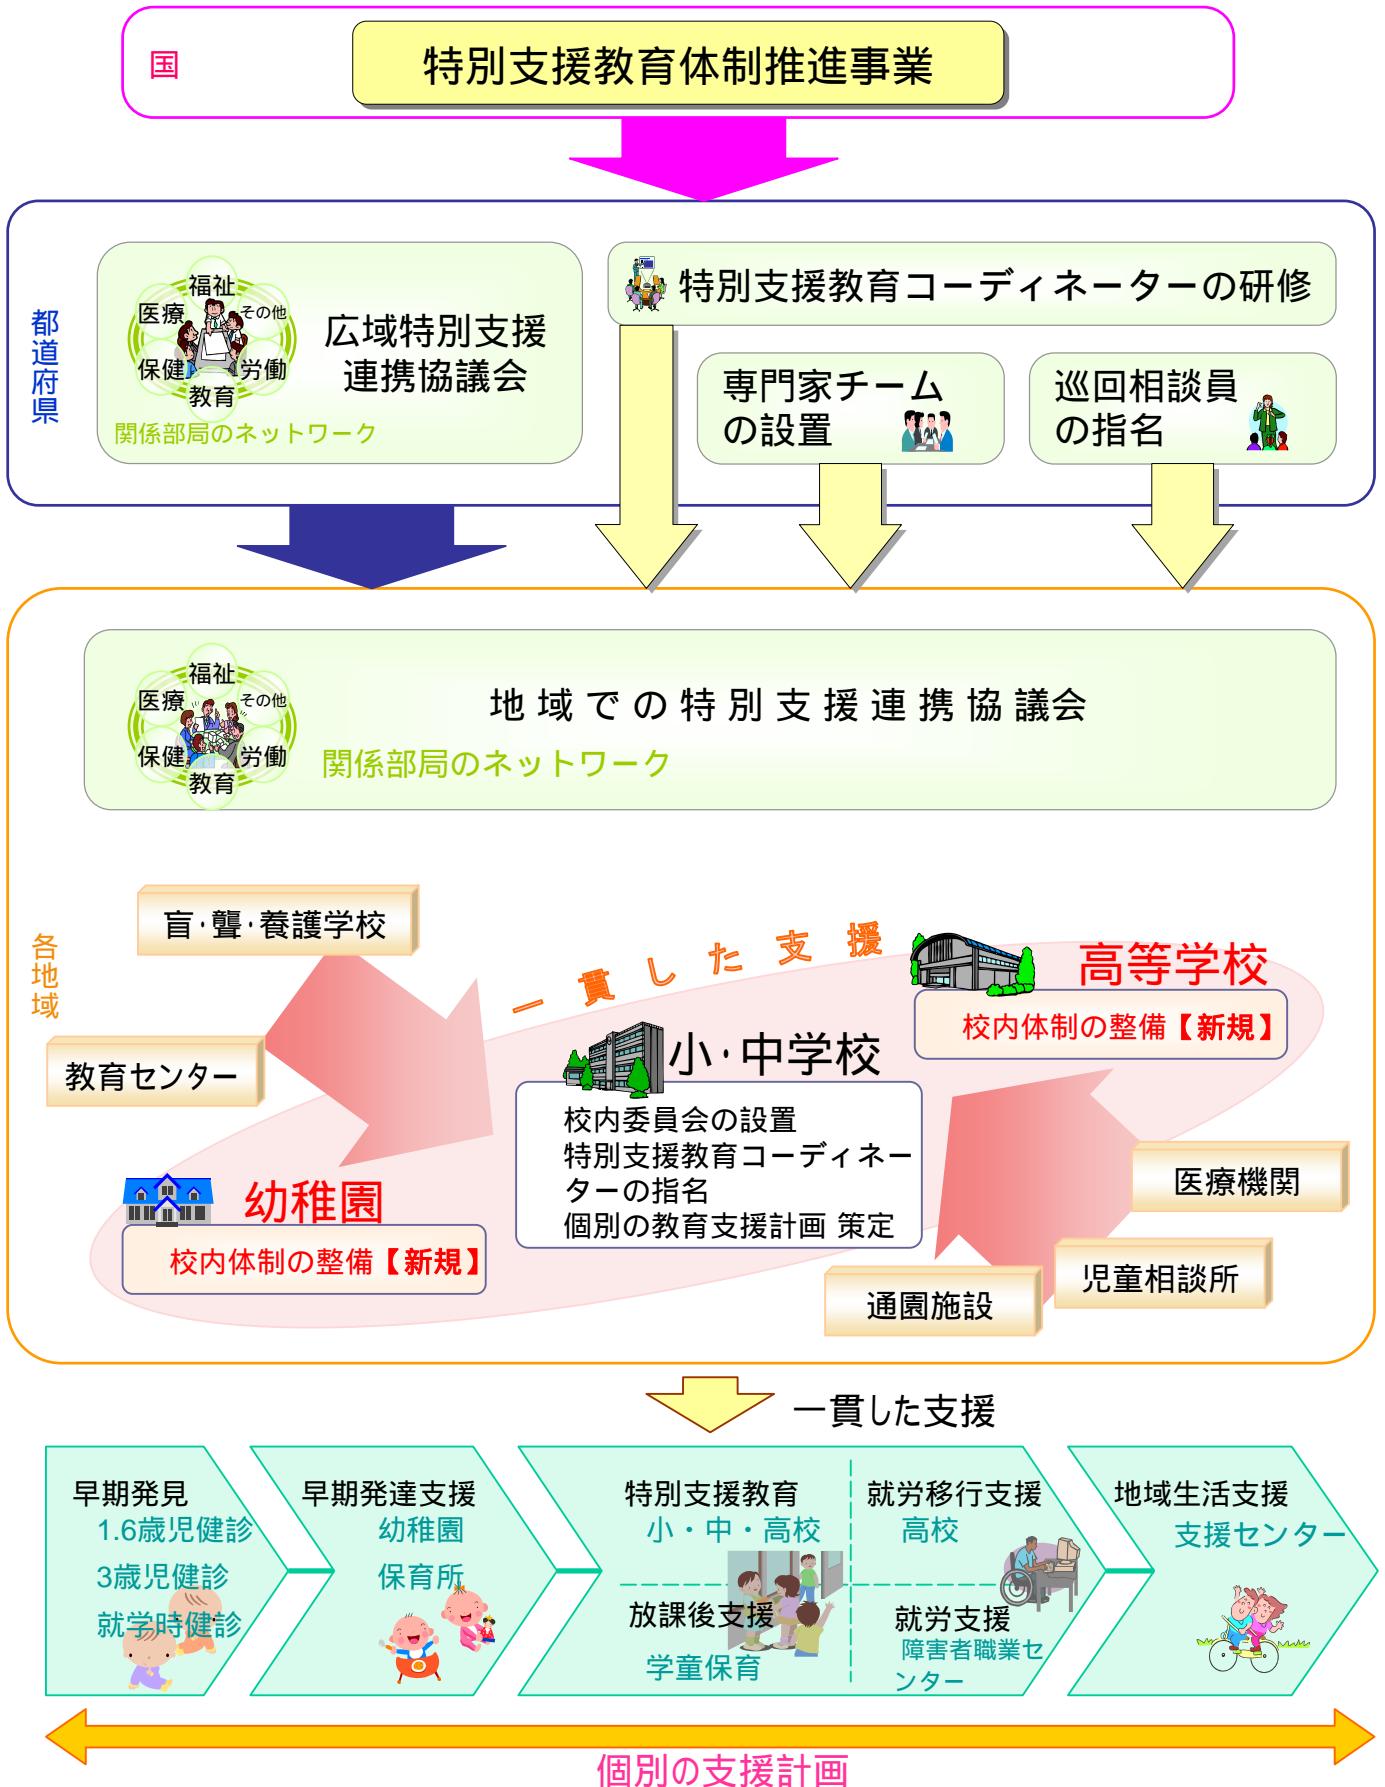 国
特別支援教育体制推進事業
都道府県
福祉
医療
その他
保健
労働
教育
広域特別支援
連携協議会
関係部局のネットワーク
特別支援教育コーディネーターの研修
専門家チーム
の設置
巡回相談員
の指名
各地域
福祉
医療
その他
保健
労働
教育
地域での特別支援連携協議会
関係部局のネットワーク
盲・聾・養護学校
教育センター
一貫した支援
高等学校
校内体制の整備【新規】
小・中学校
校内委員会の設置
特別支援教育コーディネー
ターの指名
個別の教育支援計画 策定
幼稚園
校内体制の整備【新規】
医療機関
児童相談所
通園施設
一貫した支援
早期発見
1.6歳児健診
3歳児健診
就学時健診
早期発達支援
幼稚園
保育所
特別支援教育
小・中・高校
放課後支援
学童保育
就労移行支援
高校
就労支援
障害者職業セ
ンター
地域生活支援
支援センター
個別の支援計画